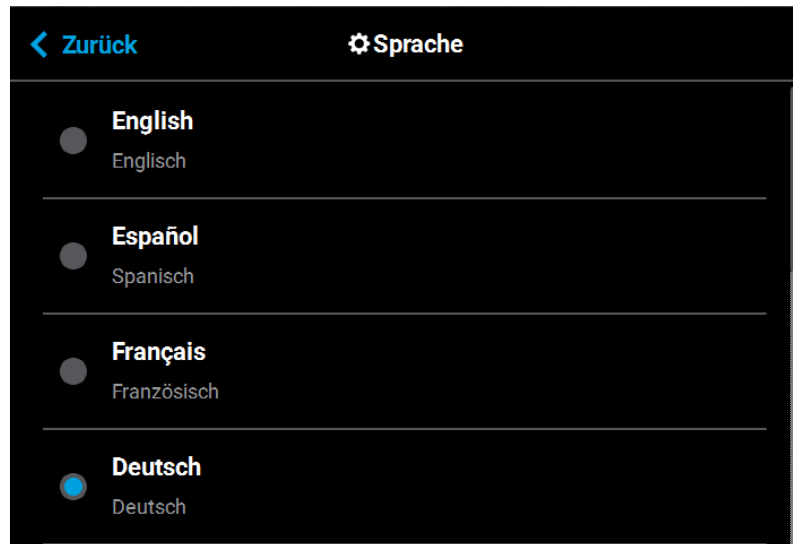 Zurück
Sprache
English
Englisch
Español
Spanisch
Français
Französisch
Deutsch
Deutsch